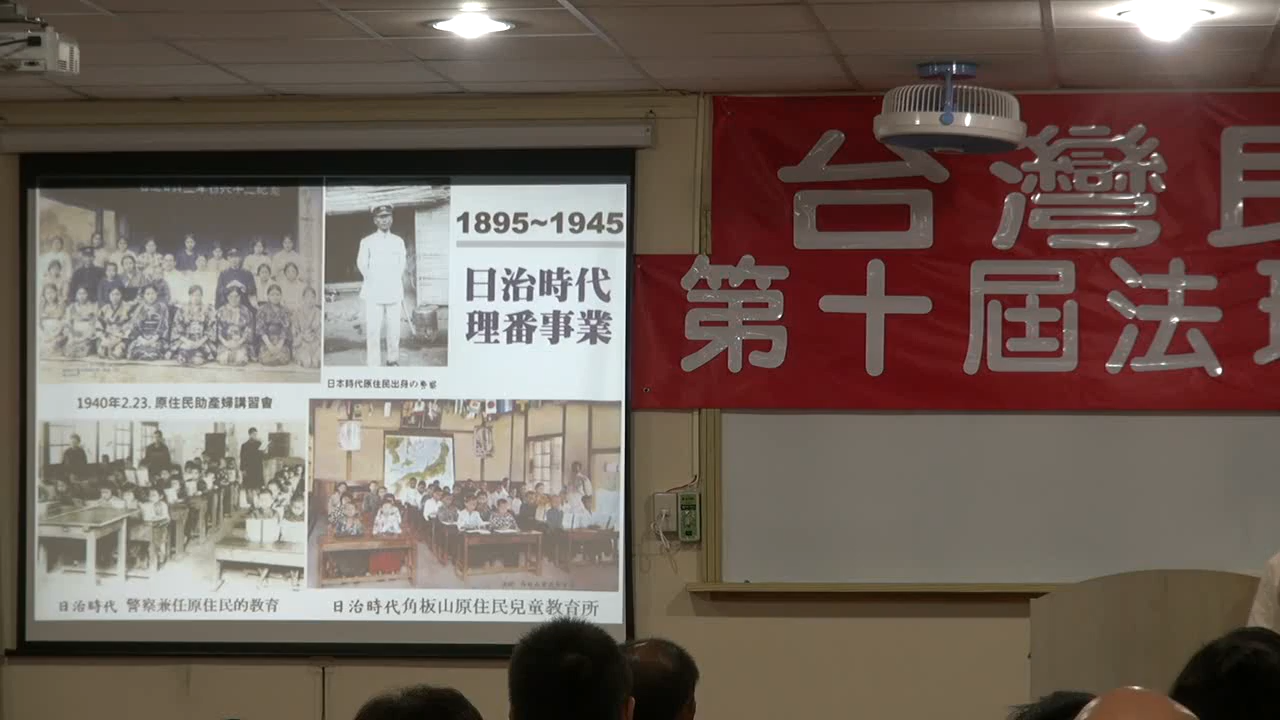 1895~1945
日治時代
理番事業
日本時代原住民出身の警察
1940年2.23. 原住民助產婦講習會
日治時代 警察兼任原住民的教育
日治時代角板山原住民兒童教育所
台灣
第十屆法